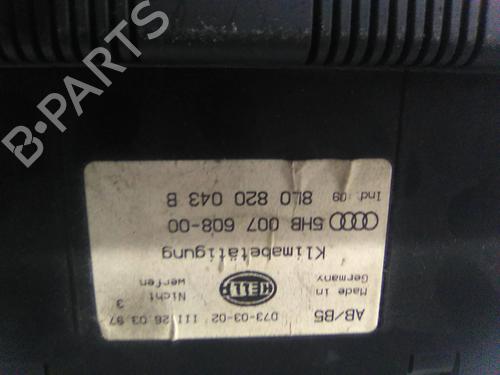 AB/B5 073-03-02 III 26.03.97
Made in Germany
HELLA
Nicht werfen 3
Klimabetätigung
5HB 007 608-00
Ind.:09 8L0 820 043 B
B-PARTS